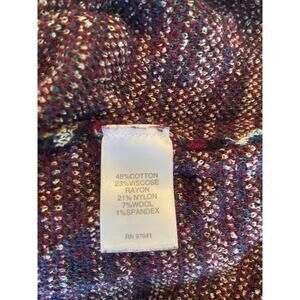 48%COTTON
23%VISCOSE
RAYON
21% NYLON
7%WOOL
1%SPANDEX
RN 97641